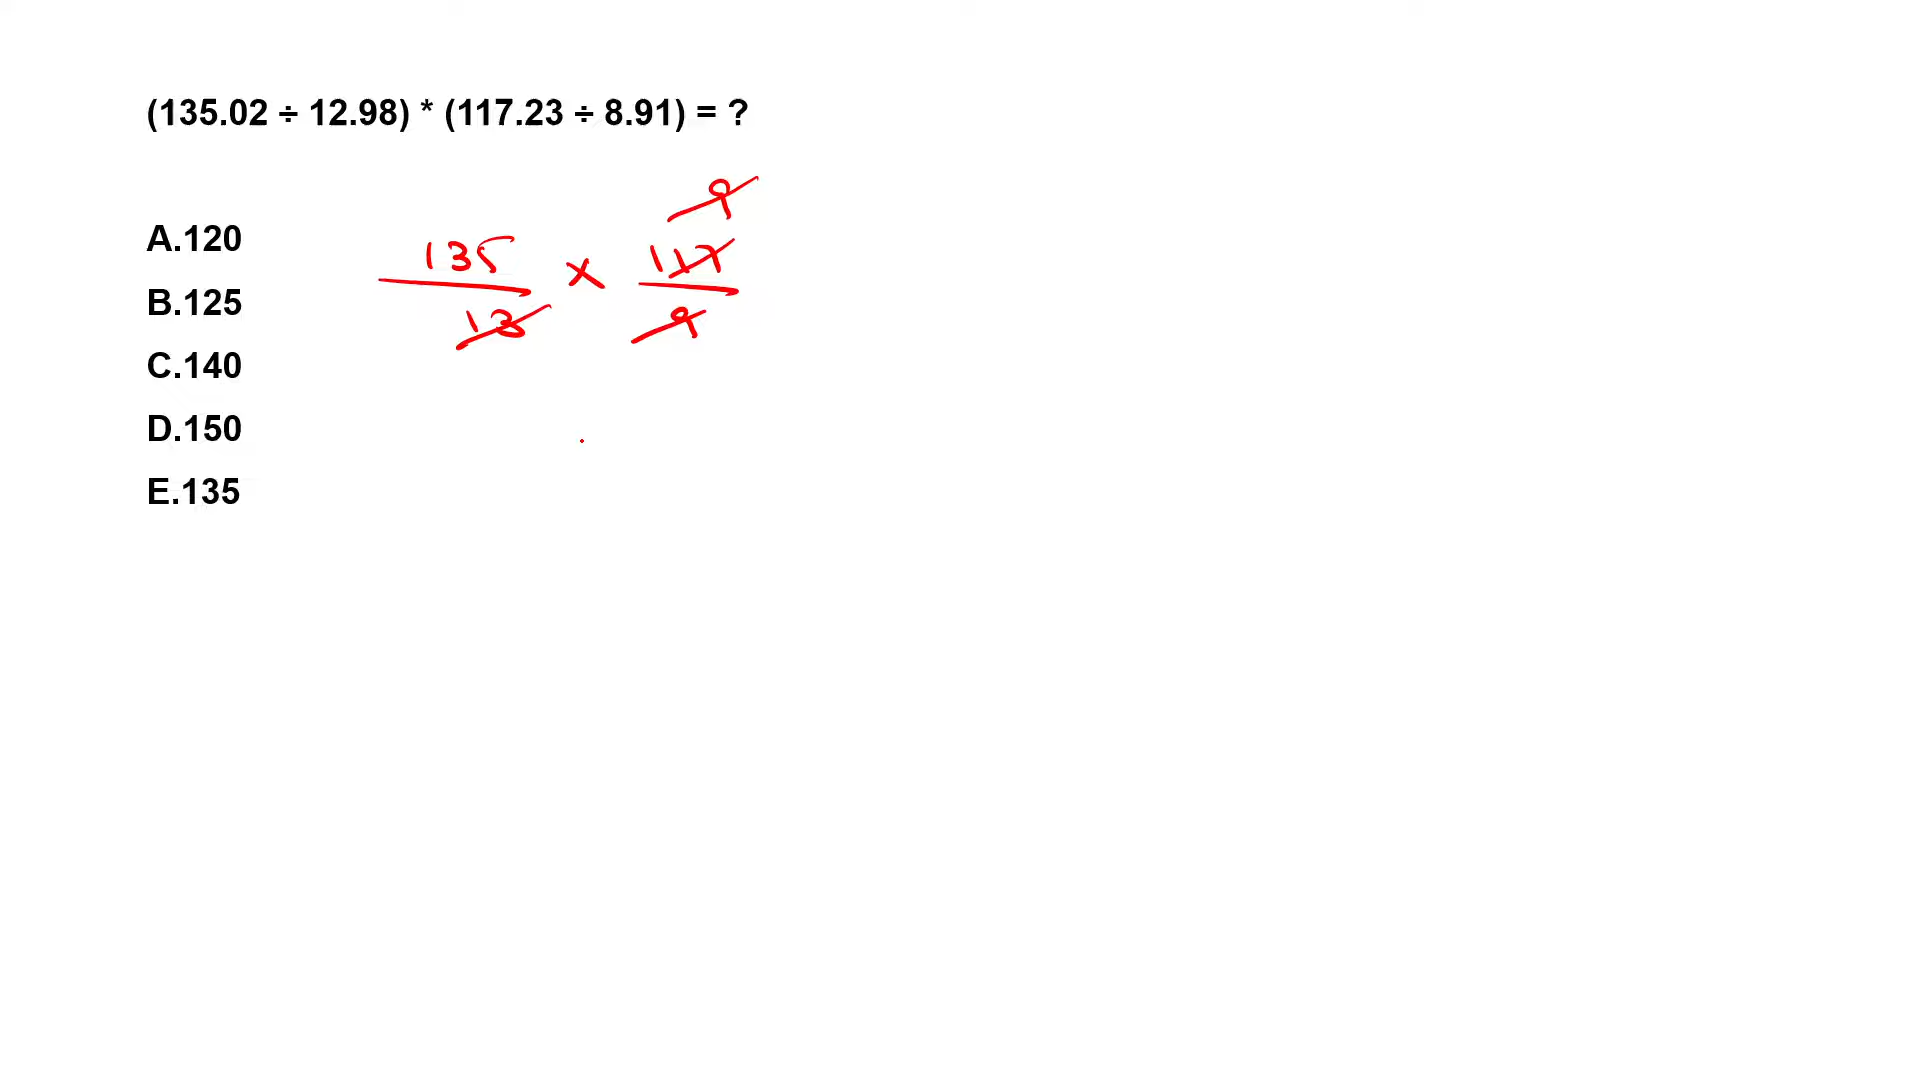 (135.02 ÷ 12.98) * (117.23 ÷ 8.91) = ?
9
A.120
135 × 117
B.125
13 9
C.140
D.150
E.135